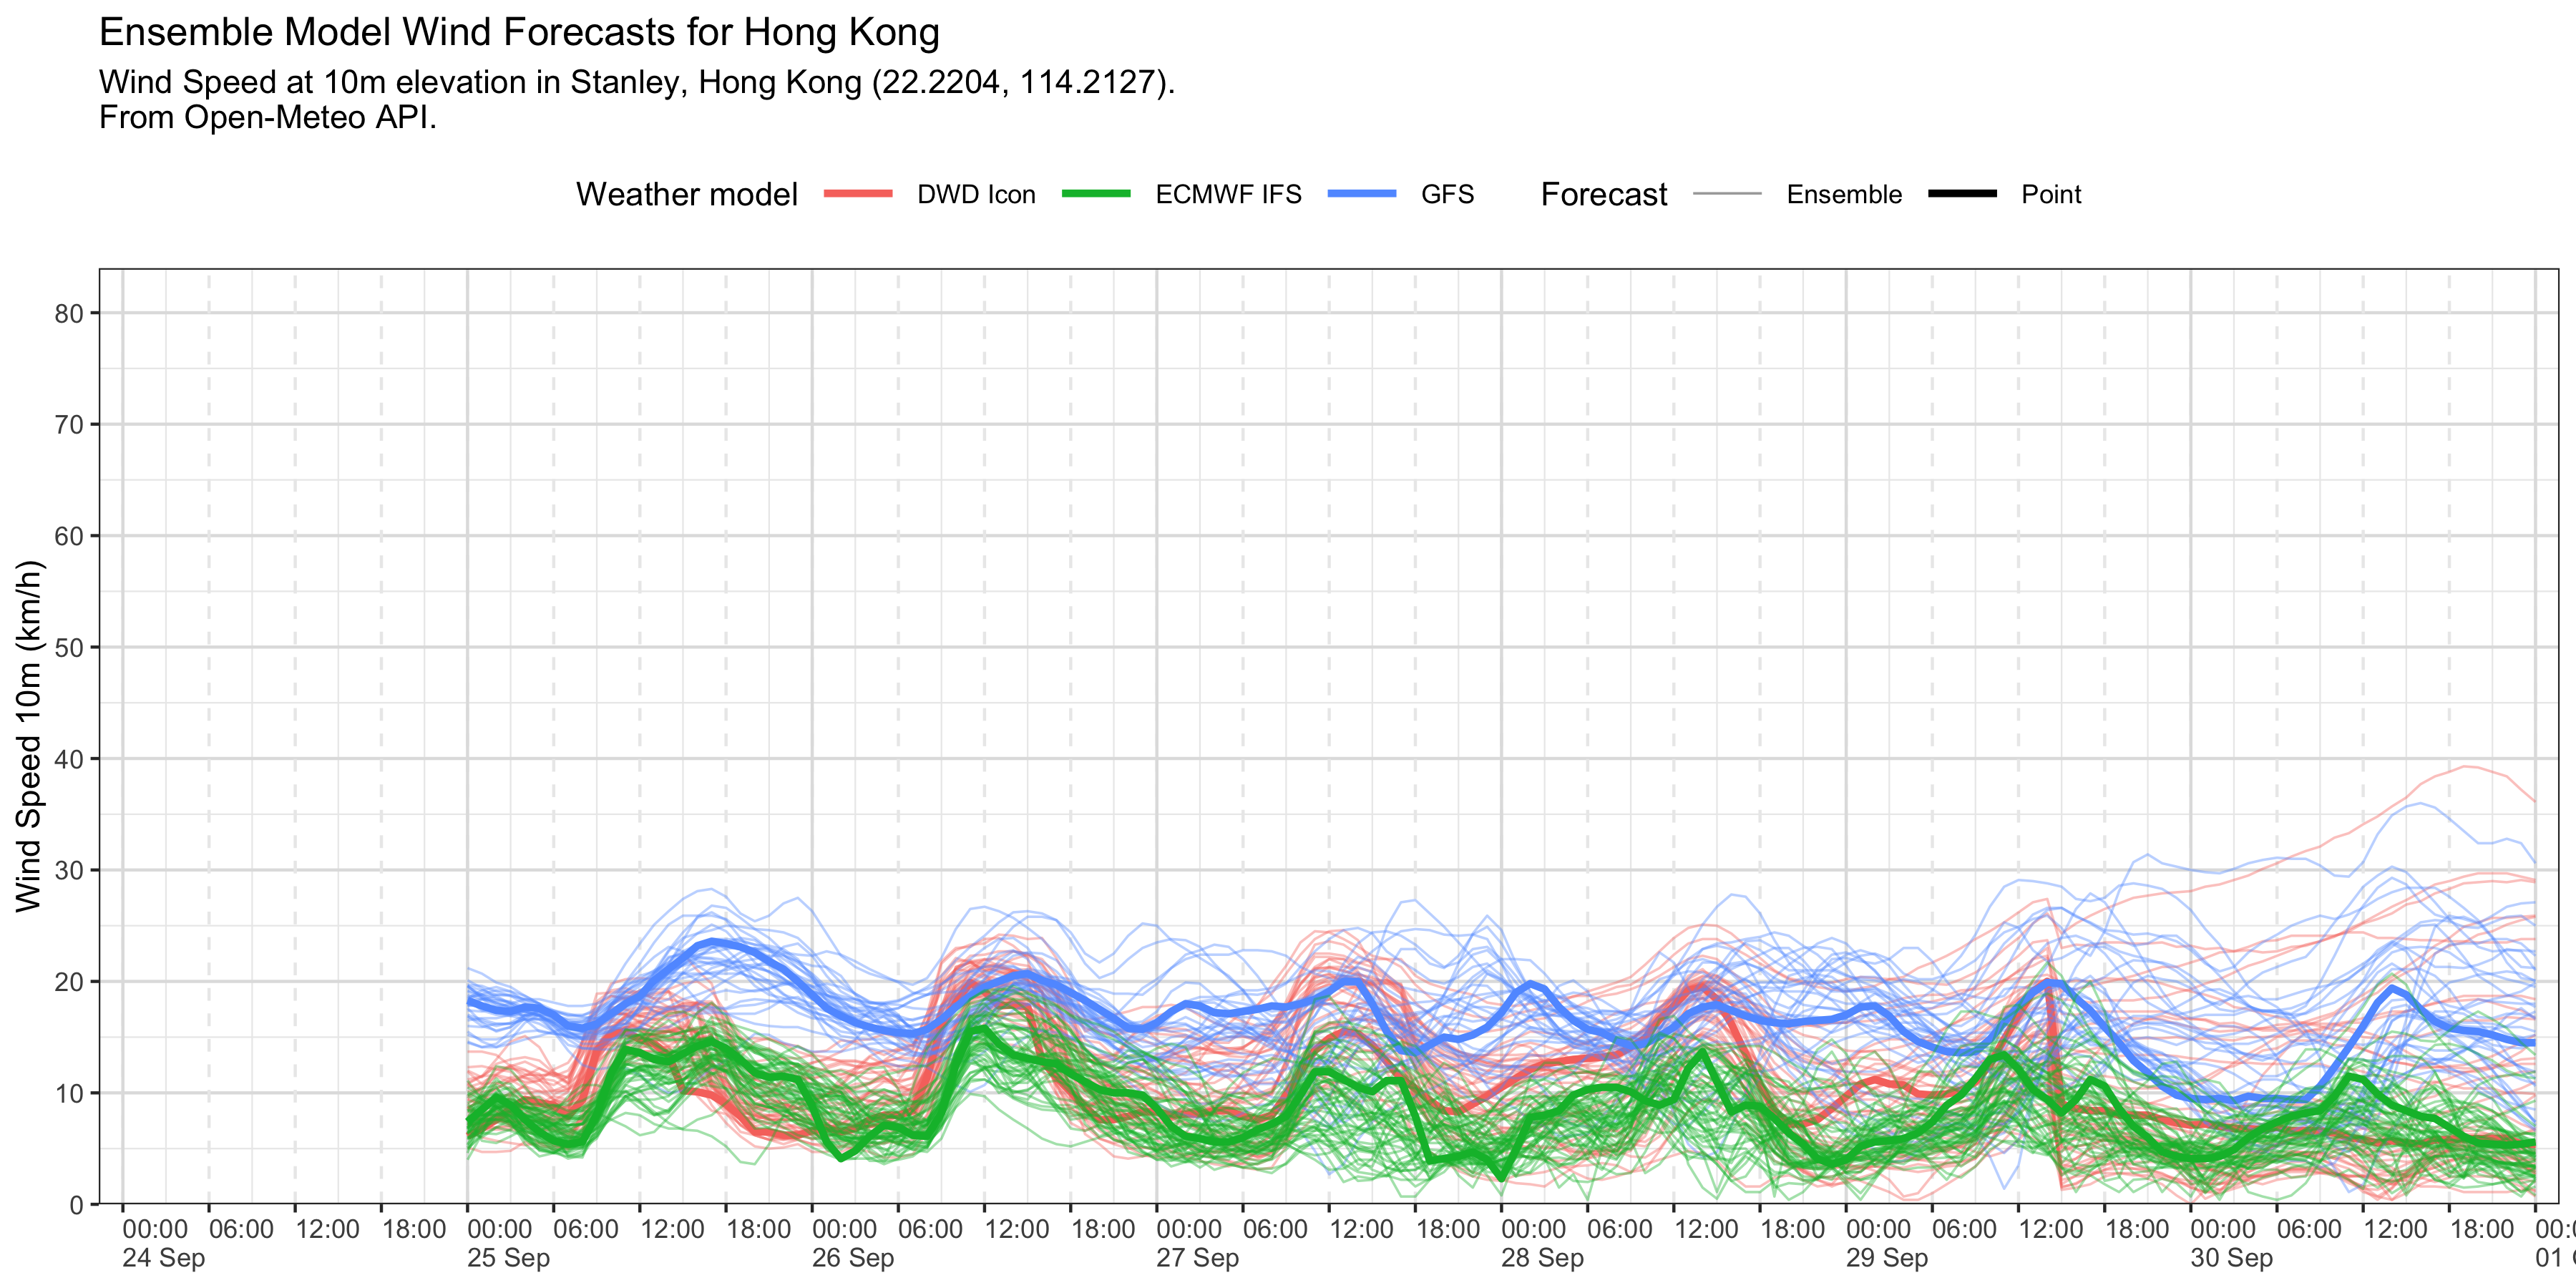 Ensemble Model Wind Forecasts for Hong Kong
Wind Speed at 10m elevation in Stanley, Hong Kong (22.2204, 114.2127).
From Open-Meteo API.
Weather model DWD Icon ECMWF IFS GFS Forecast Ensemble Point
Wind Speed 10m (km/h)
80
70
60
50
40
30
20
10
0
00:00 06:00 12:00 18:00 00:00 06:00 12:00 18:00 00:00 06:00 12:00 18:00 00:00 06:00 12:00 18:00 00:00 06:00 12:00 18:00 00:00 06:00 12:00 18:00 00:00 06:00 12:00 18:00
24 Sep 25 Sep 26 Sep 27 Sep 28 Sep 29 Sep 30 Sep 01